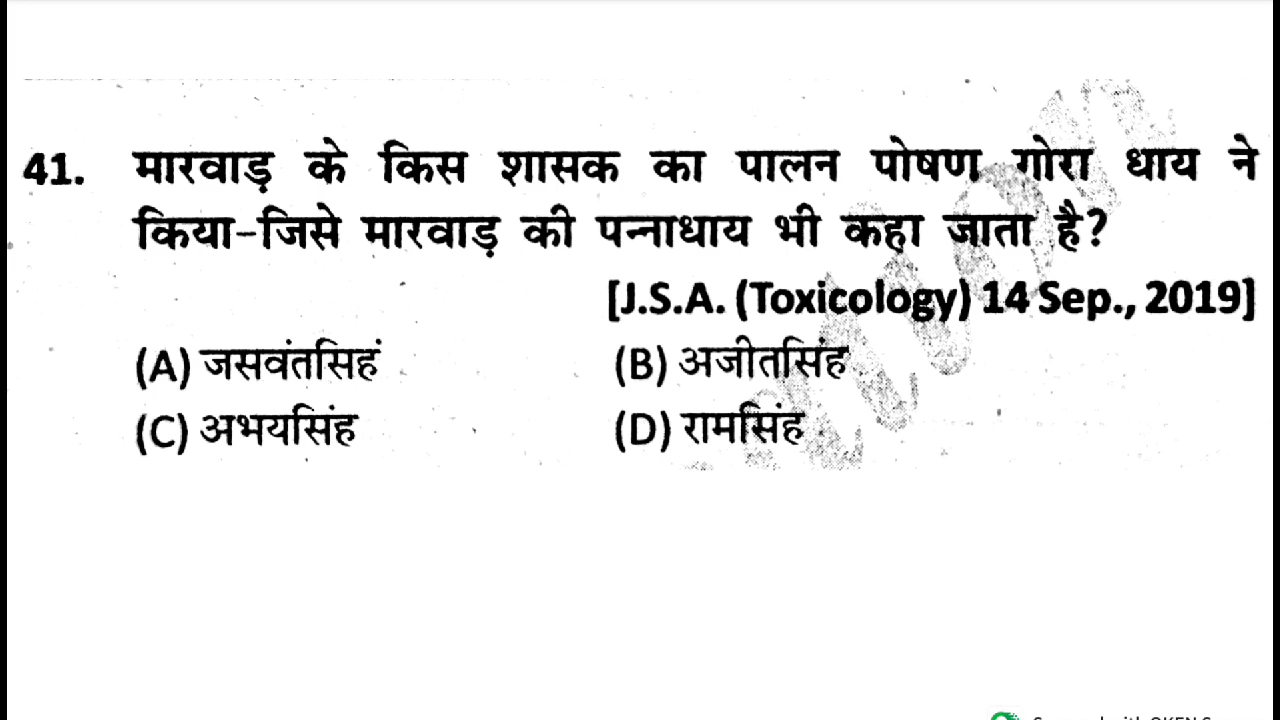 41. मारवाड़ के किस शासक का पालन पोषण गोरा धाय ने
किया-जिसे मारवाड़ की पन्नाधाय भी कहा जाता है?
[J.S.A. (Toxicology) 14 Sep., 2019]
(A) जसवंतसिहं (B) अजीतसिंह
(C) अभयसिंह (D) रामसिंह